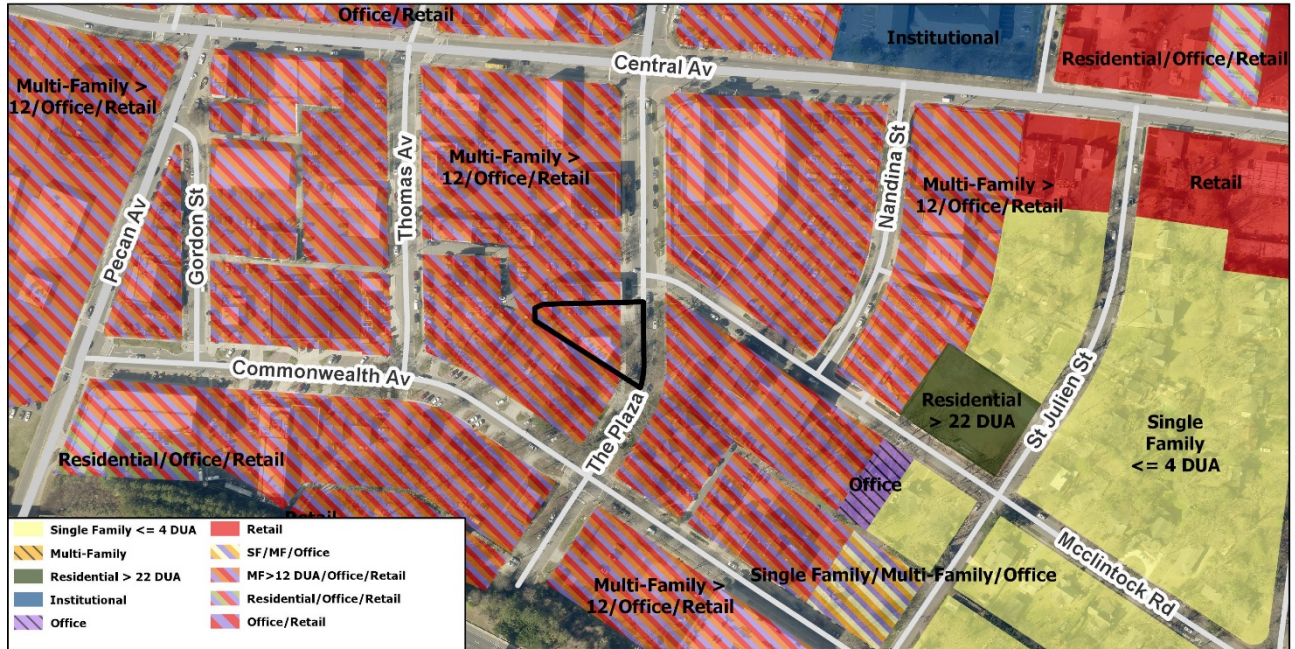 Office/Retail
Institutional
Residential/Office/Retail
Central Av
Multi-Family >
12/Office/Retail
Multi-Family >
12/Office/Retail
Multi-Family >
12/Office/Retail
Retail
Pecan Av
Gordon St
Thomas Av
Nandina St
Commonwealth Av
The Plaza
St Julien St
Residential
> 22 DUA
Single
Family
<= 4 DUA
Residential/Office/Retail
Office
Retail
Mcclintock Rd
Single Family/Multi-Family/Office
Multi-Family >
12/Office/Retail
Single Family <= 4 DUA
Multi-Family
Residential > 22 DUA
Institutional
Office
Retail
SF/MF/Office
MF>12 DUA/Office/Retail
Residential/Office/Retail
Office/Retail